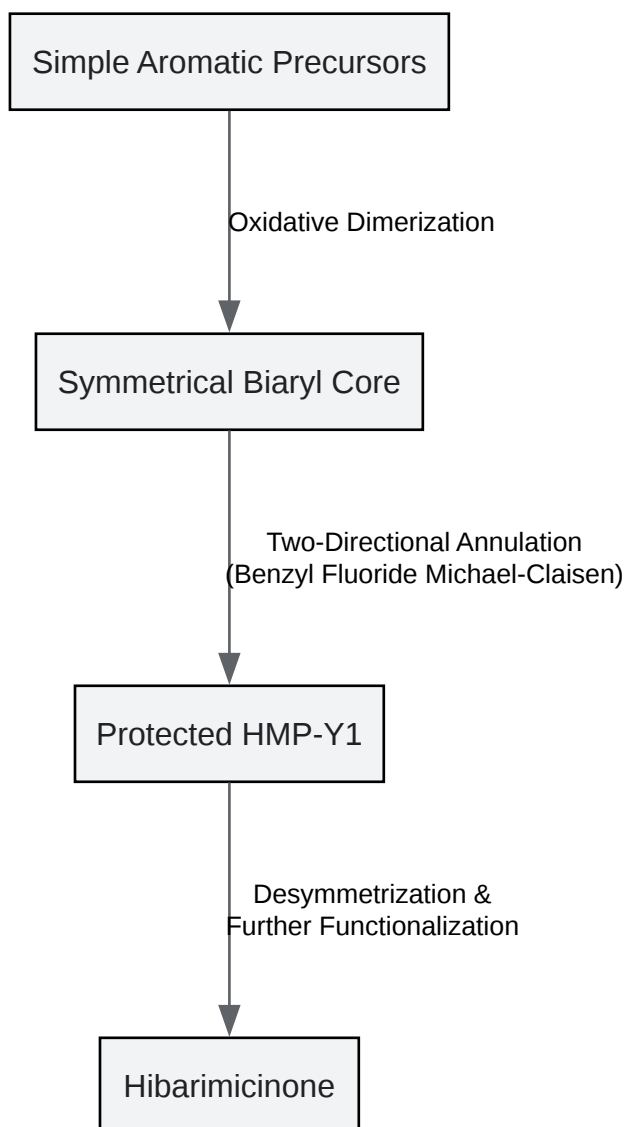 Simple Aromatic Precursors
Oxidative Dimerization
Symmetrical Biaryl Core
Two-Directional Annulation
(Benzyl Fluoride Michael-Claisen)
Protected HMP-Y1
Desymmetrization &
Further Functionalization
Hibarimicinone